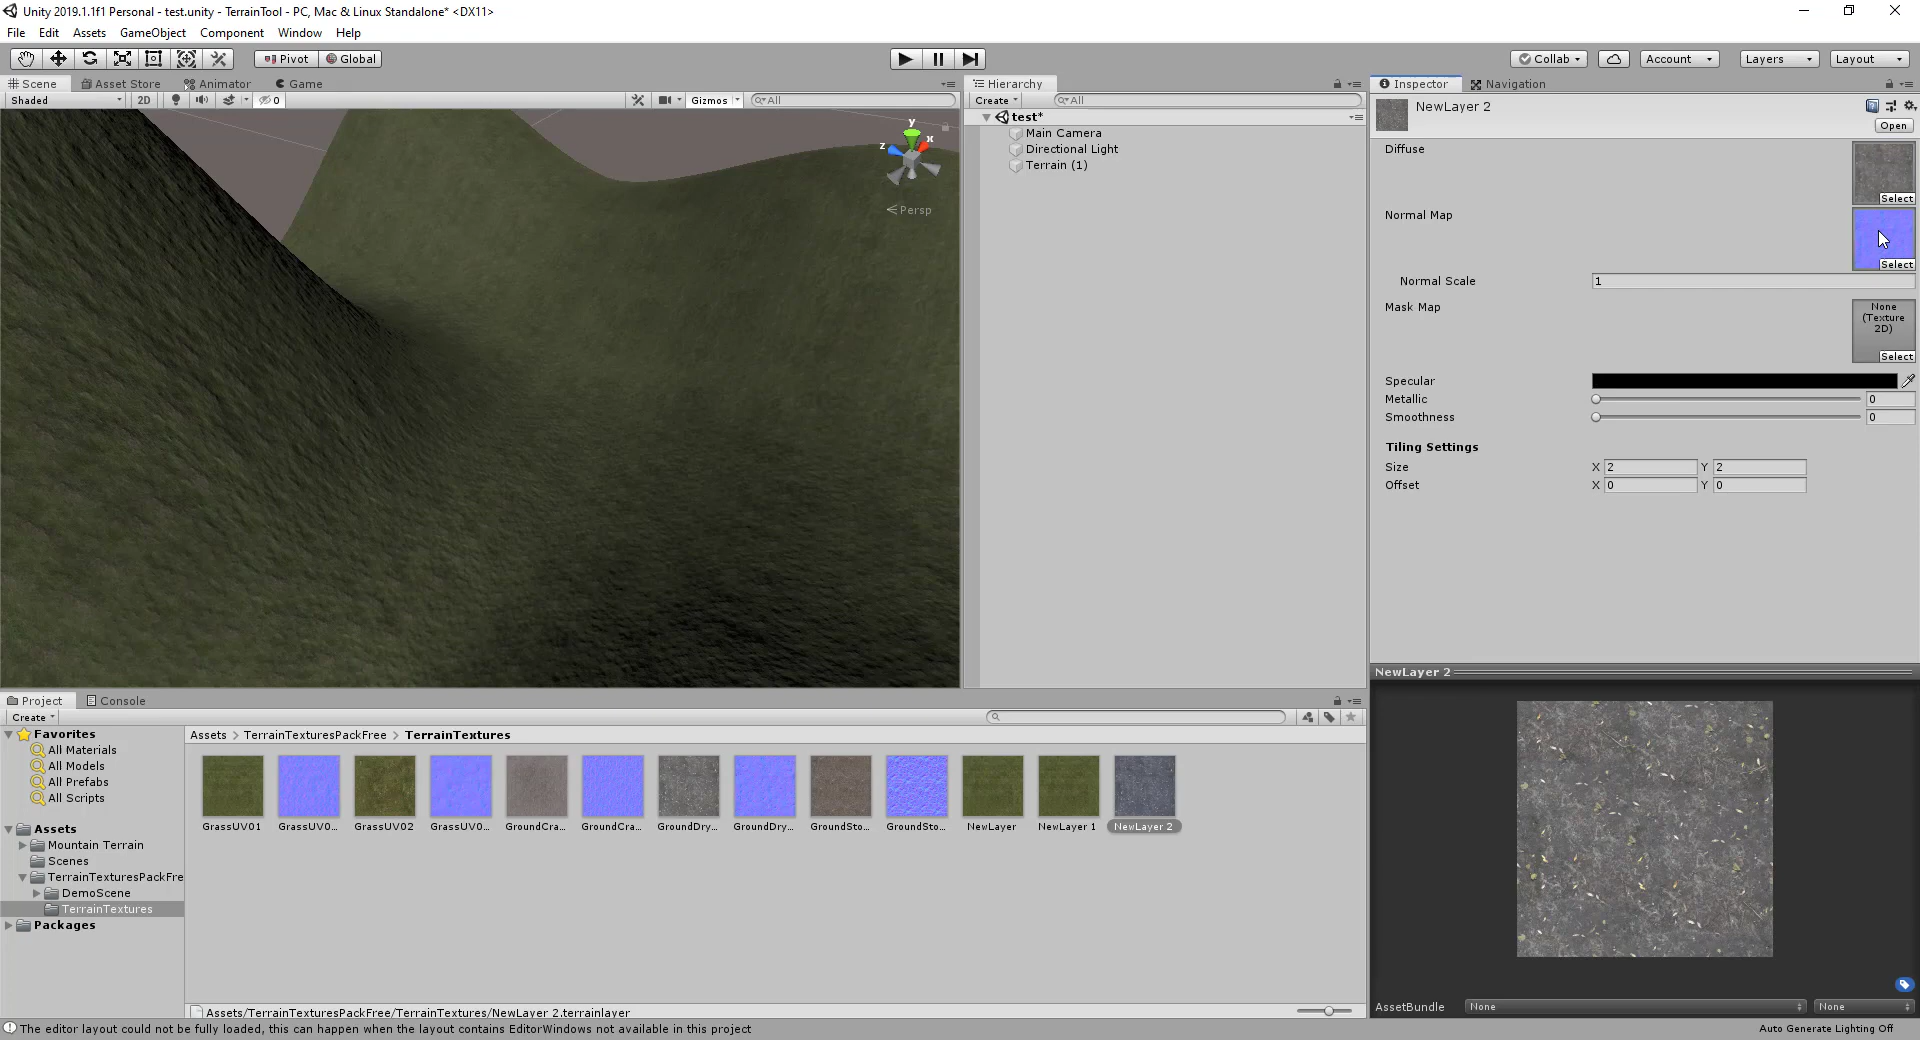 Unity 2019.1.1f1 Personal - test.unity - TerrainTool - PC, Mac & Linux Standalone* <DX11>
File Edit Assets GameObject Component Window Help
Pivot Global Collab Account Layers Layout
Scene Asset Store Animator Game
Shaded 2D 0 Gizmos All
y
x
z
Persp
Hierarchy
Create All
test*
Main Camera
Directional Light
Terrain (1)
Inspector Navigation
NewLayer 2
Open
Diffuse
Select
Normal Map
Select
Normal Scale 1
Mask Map
None
(Texture
2D)
Select
Specular
Metallic 0
Smoothness 0
Tiling Settings
Size X 2 Y 2
Offset X 0 Y 0
NewLayer 2
AssetBundle None None
Project Console
Create
Favorites
All Materials
All Models
All Prefabs
All Scripts
Assets
Mountain Terrain
Scenes
TerrainTexturesPackFre
DemoScene
TerrainTextures
Packages
Assets > TerrainTexturesPackFree > TerrainTextures
GrassUV01 GrassUV0... GrassUV02 GrassUV0... GroundCra... GroundCra... GroundDry... GroundDry... GroundSto... GroundSto... NewLayer NewLayer 1 NewLayer 2
Assets/TerrainTexturesPackFree/TerrainTextures/NewLayer 2.terrainlayer
The editor layout could not be fully loaded, this can happen when the layout contains EditorWindows not available in this project
Auto Generate Lighting Off